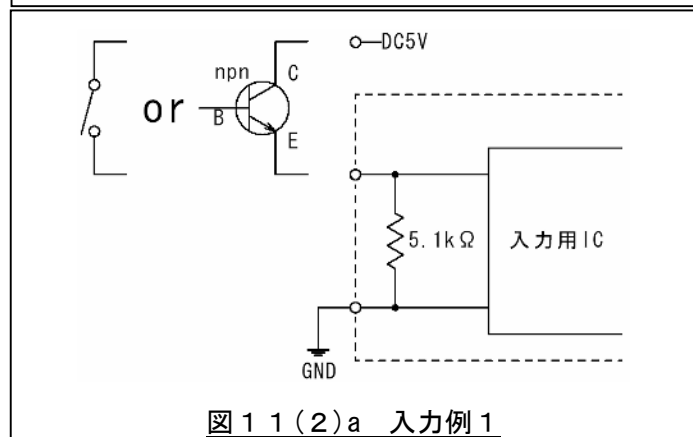 DC5V
npn
C
or
B
E
5.1kΩ
入力用IC
GND
図11(2)a 入力例1